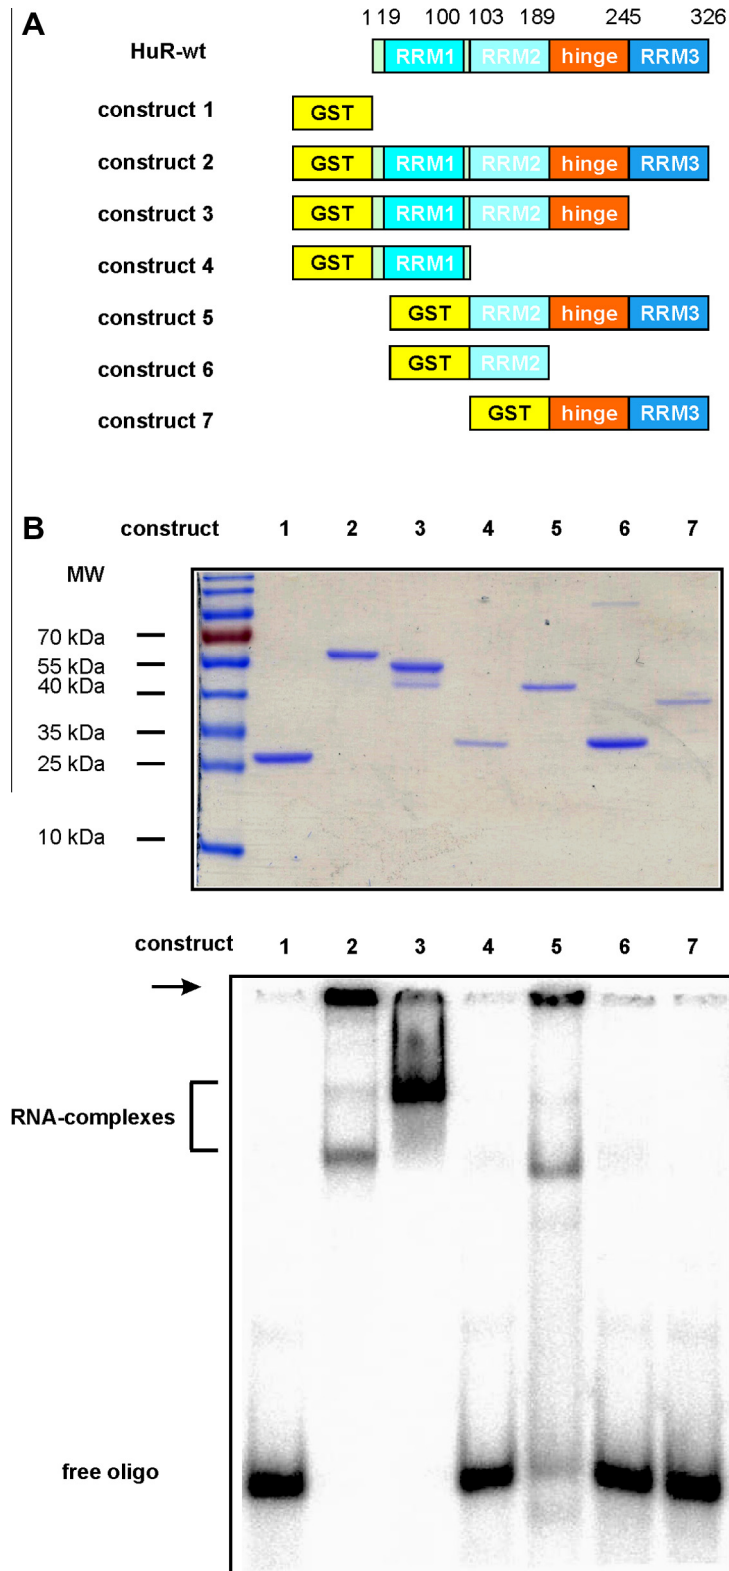 A
1 19 100 103 189 245 326
HuR-wt RRM1 RRM2 hinge RRM3
construct 1 GST
construct 2 GST RRM1 RRM2 hinge RRM3
construct 3 GST RRM1 RRM2 hinge
construct 4 GST RRM1
construct 5 GST RRM2 hinge RRM3
construct 6 GST RRM2
construct 7 GST hinge RRM3
B
construct 1 2 3 4 5 6 7
MW
70 kDa
55 kDa
40 kDa
35 kDa
25 kDa
10 kDa
construct 1 2 3 4 5 6 7
RNA-complexes
free oligo